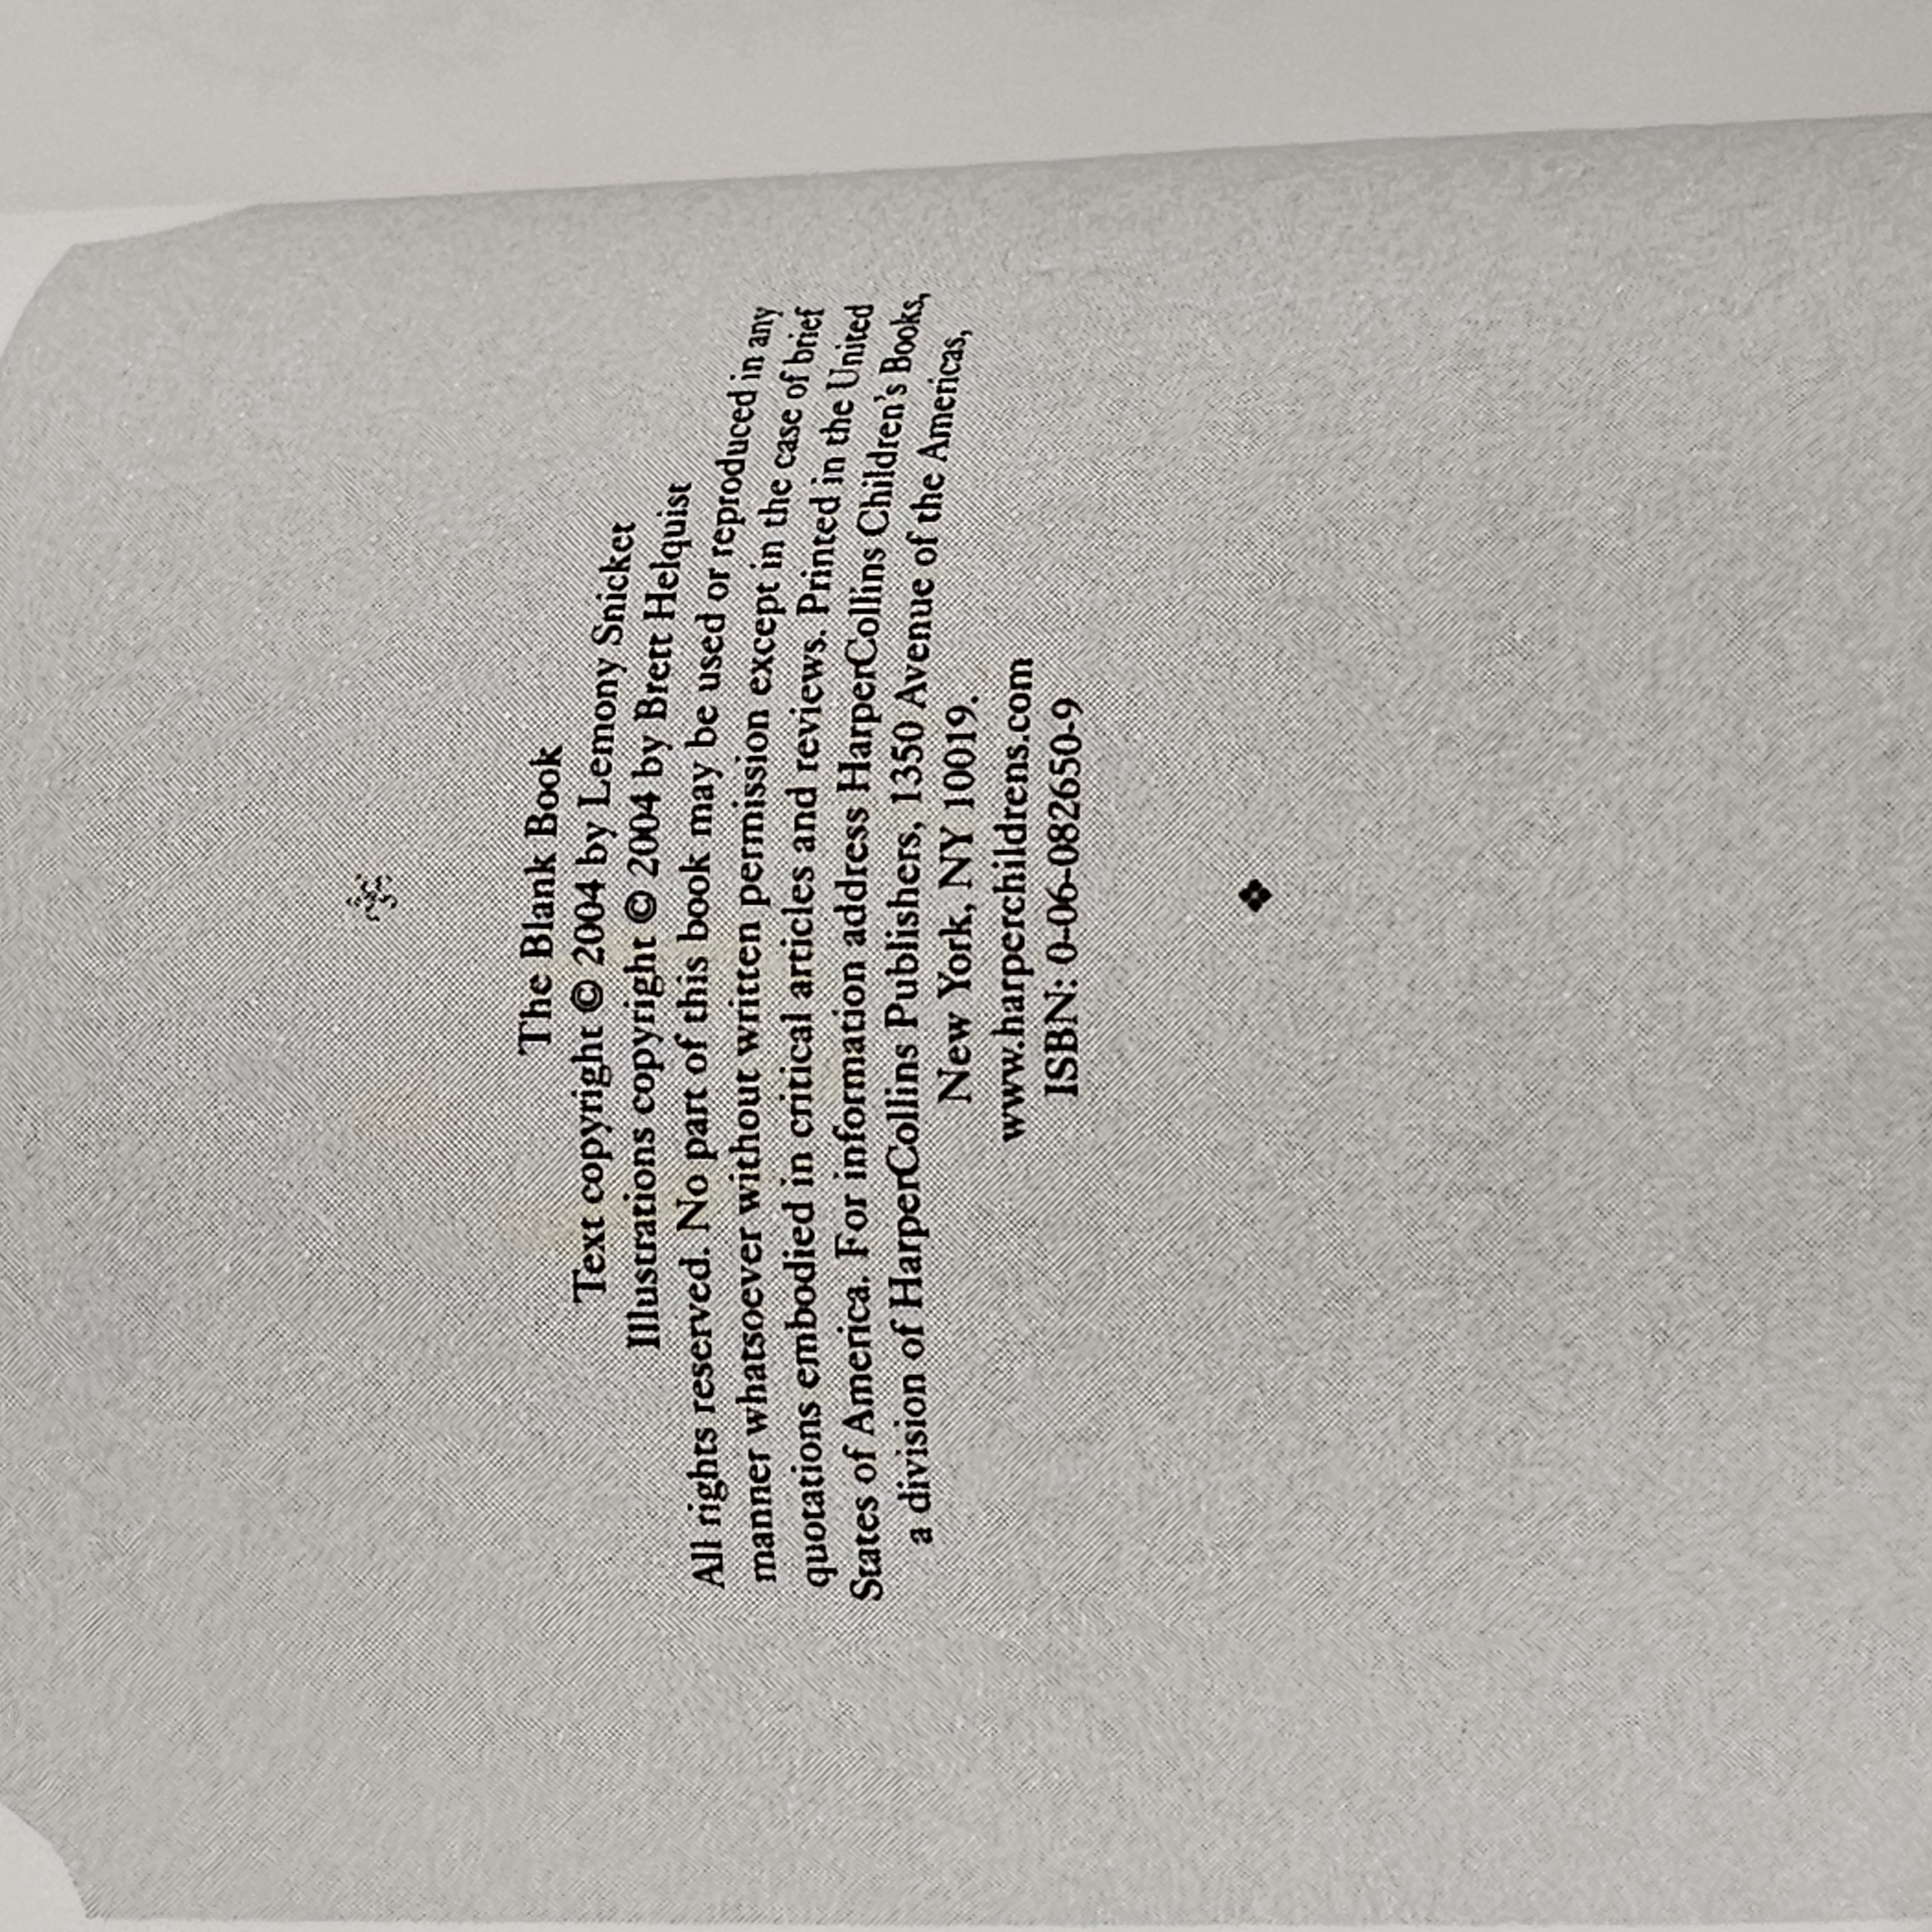 The Blank Book
Text copyright © 2004 by Lemony Snicket
Illustrations copyright © 2004 by Brett Helquist
All rights reserved. No part of this book may be used or reproduced in any
manner whatsoever without written permission except in the case of brief
quotations embodied in critical articles and reviews. Printed in the United
States of America. For information address HarperCollins Children's Books,
a division of HarperCollins Publishers, 1350 Avenue of the Americas,
New York, NY 10019.
www.harperchildrens.com
ISBN: 0-06-082650-9